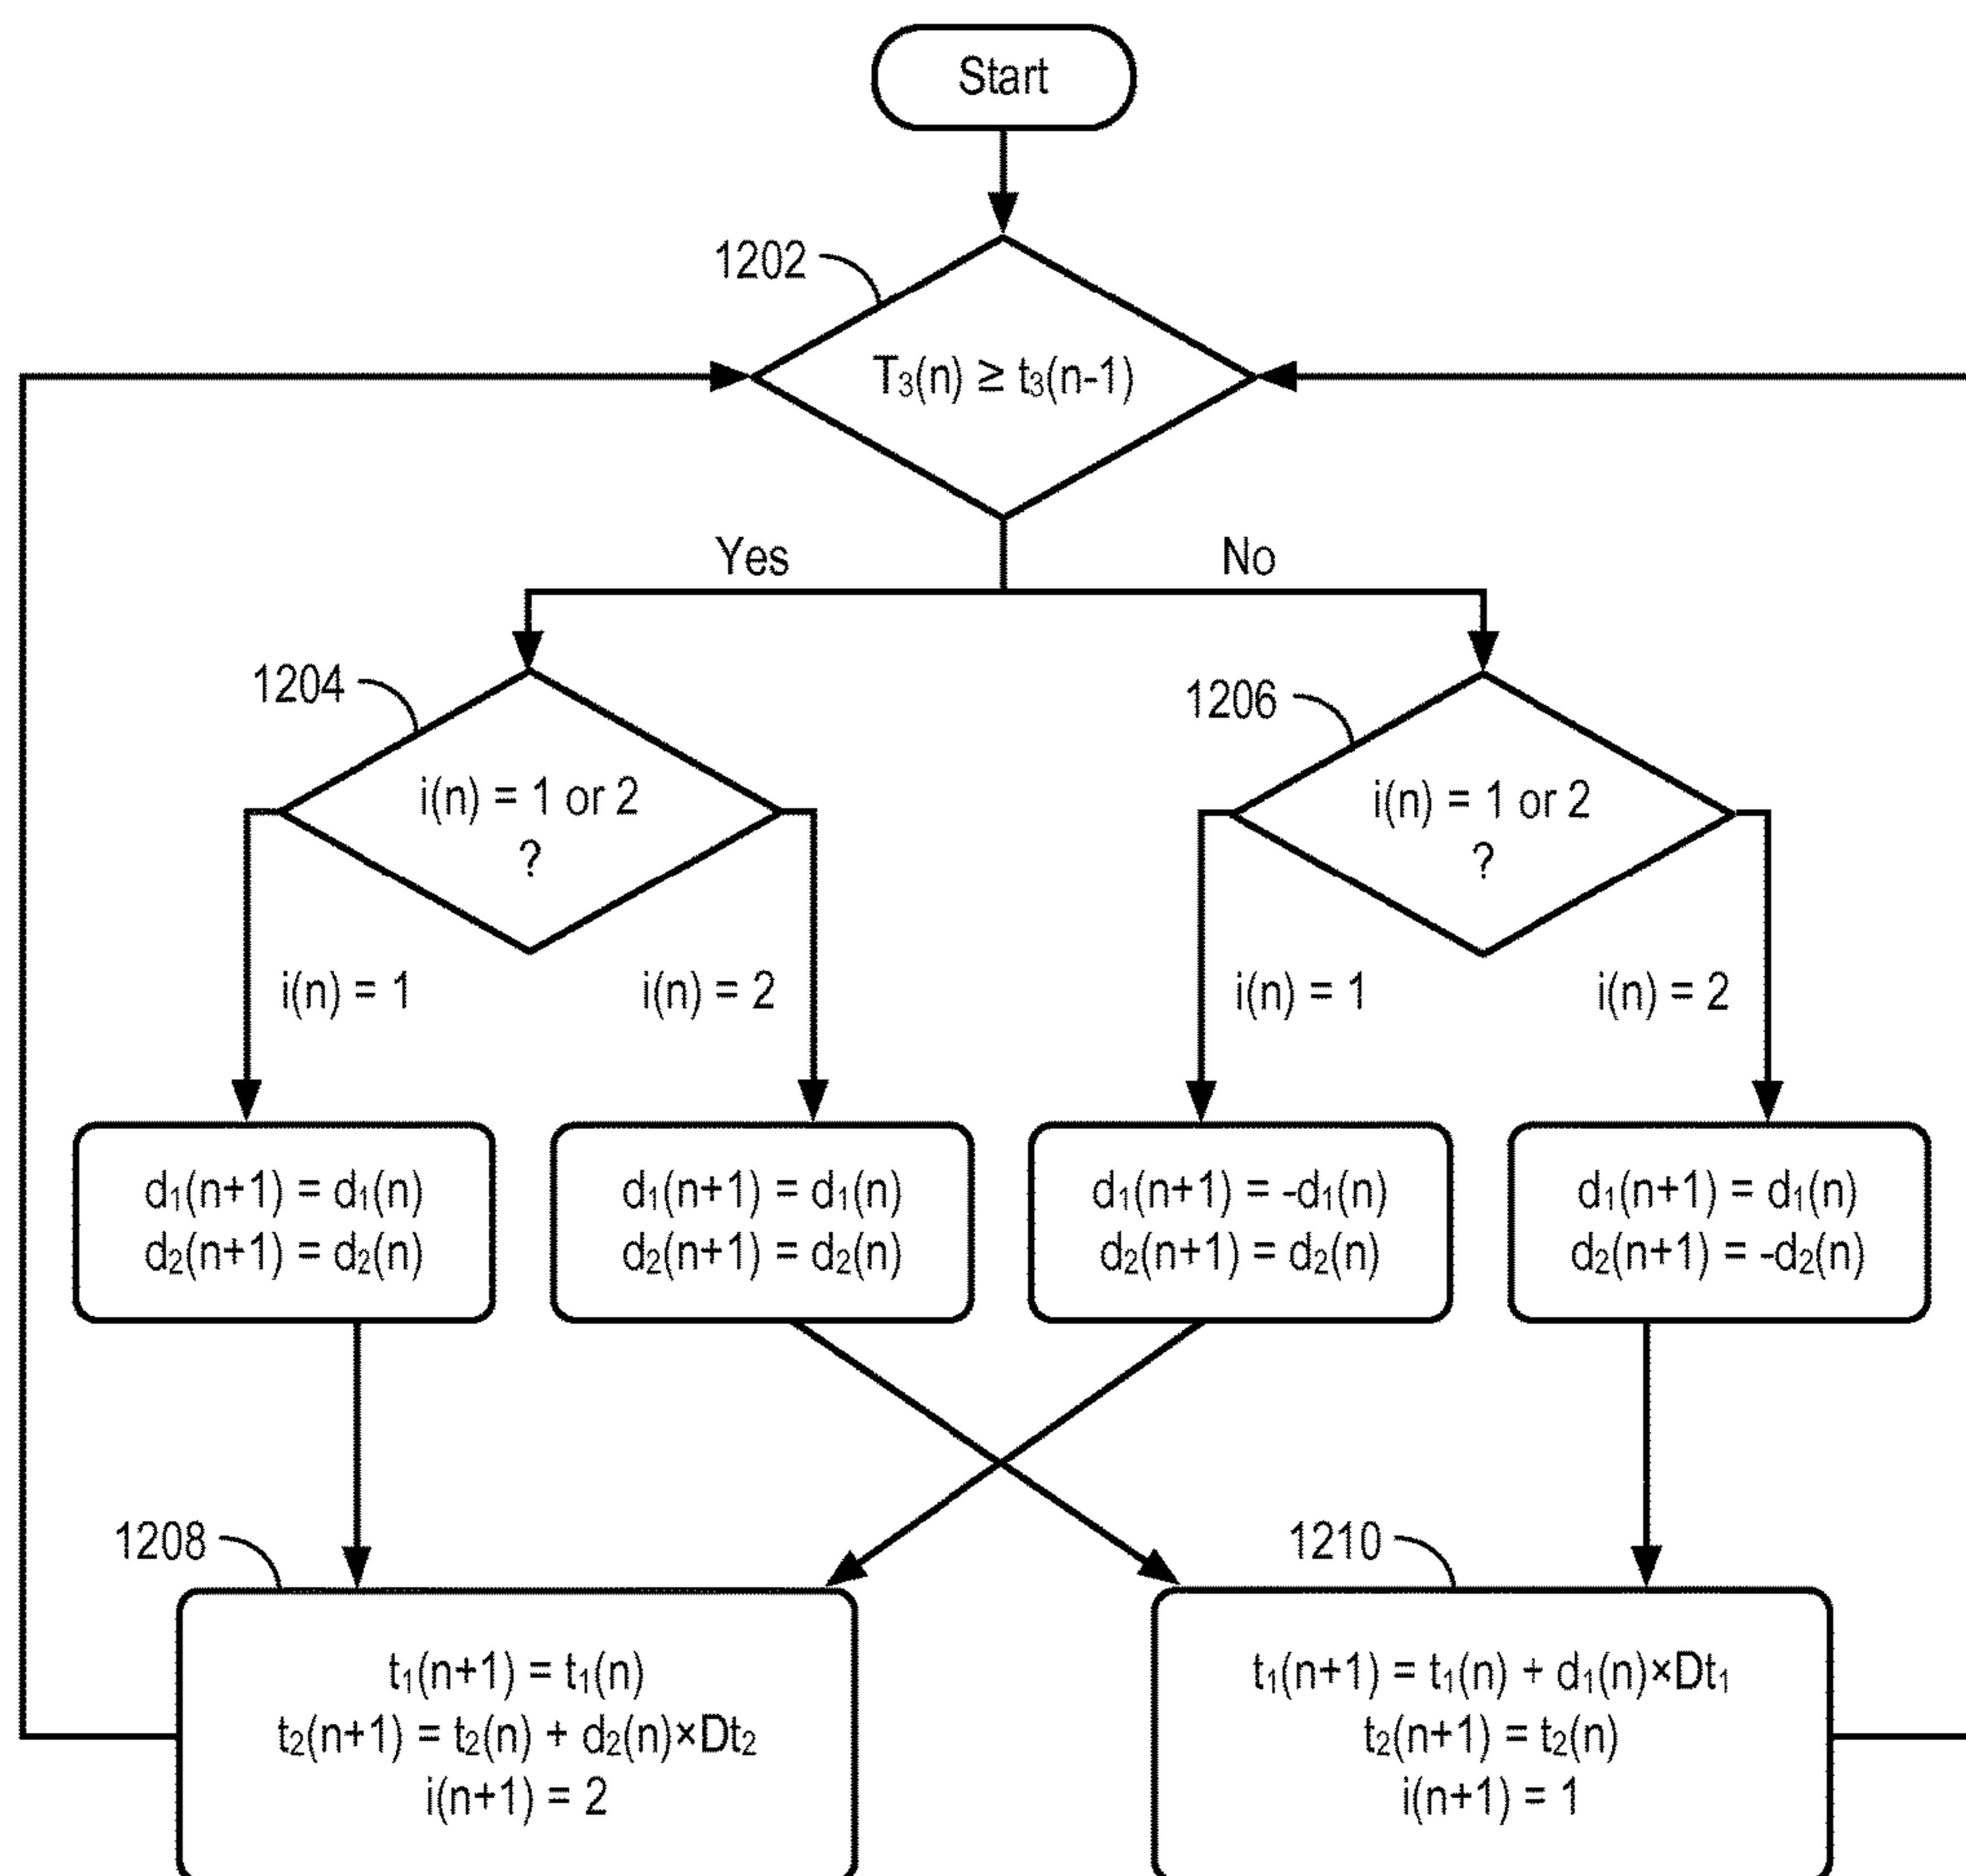 Start
1202
T₃(n) ≥ t₃(n-1)
Yes
No
1204
i(n) = 1 or 2
?
1206
i(n) = 1 or 2
?
i(n) = 1
i(n) = 2
i(n) = 1
i(n) = 2
d₁(n+1) = d₁(n)
d₂(n+1) = d₂(n)
d₁(n+1) = d₁(n)
d₂(n+1) = d₂(n)
d₁(n+1) = -d₁(n)
d₂(n+1) = d₂(n)
d₁(n+1) = d₁(n)
d₂(n+1) = -d₂(n)
1208
t₁(n+1) = t₁(n)
t₂(n+1) = t₂(n) + d₂(n)×Dt₂
i(n+1) = 2
1210
t₁(n+1) = t₁(n) + d₁(n)×Dt₁
t₂(n+1) = t₂(n)
i(n+1) = 1